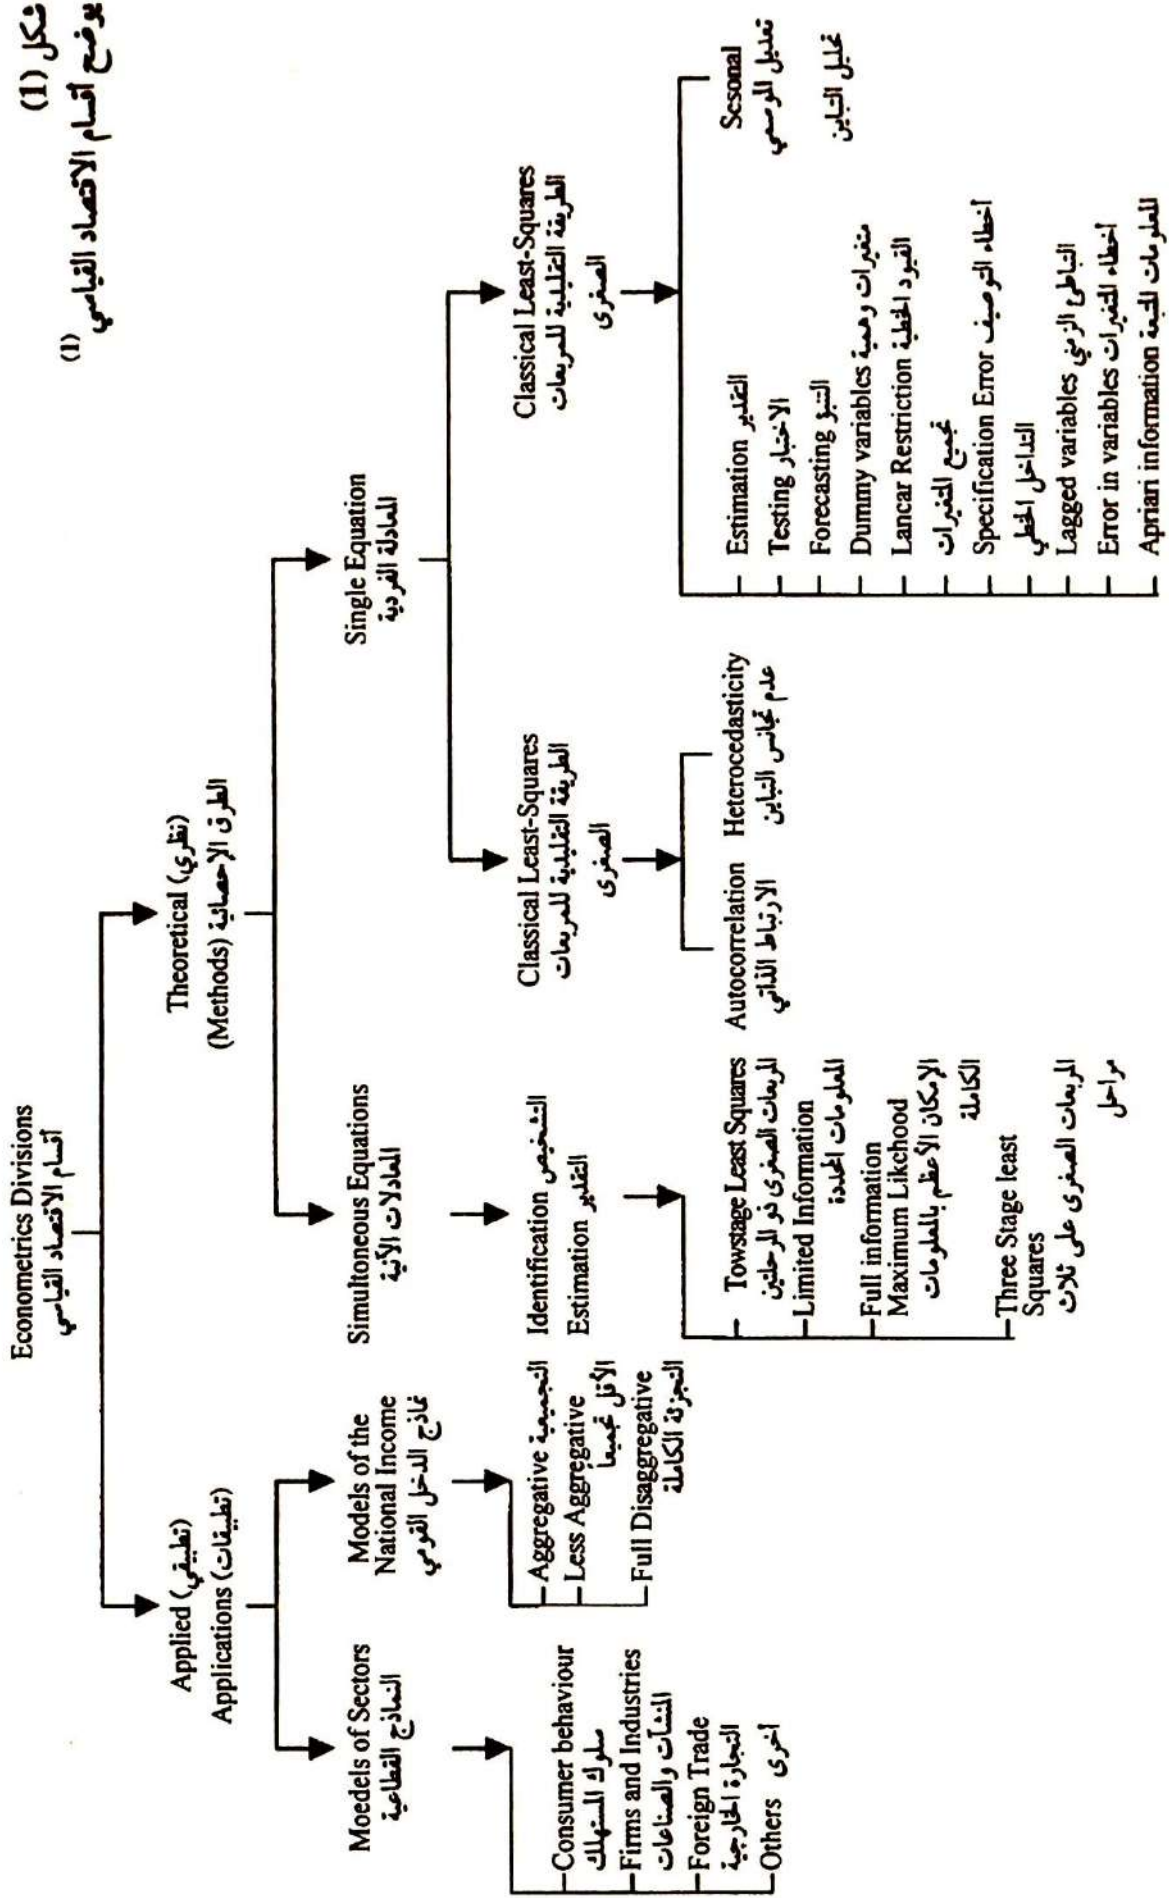 شكل (1)
يوضح أقسام الاقتصاد القياسي (1)
Econometrics Divisions
أقسام الاقتصاد القياسي
Applied (تطبيقي)
Applications (تطبيقات)
Theoretical (نظري)
(Methods) الطرق الإحصائية
Moedels of Sectors
النماذج القطاعية
Models of the
National Income
نماذج الدخل القومي
Simultoneous Equations
المعادلات الآنية
Single Equation
المعادلة الفردية
Consumer behaviour
سلوك المستهلك
Firms and Industries
المنشآت والصناعات
Foreign Trade
التجارة الخارجية
Others أخرى
Aggregative التجميعية
Less Aggregative
الأقل تجميعا
Full Disaggregative
التجزئة الكاملة
Identification التشخيص
Estimation التقدير
Towstage Least Squares
المربعات الصغرى ذو المرحلتين
Limited Information
المعلومات المحددة
Full information
Maximum Likchood
الإمكان الأعظم بالمعلومات
الكاملة
Three Stage least
Squares
المربعات الصغرى على ثلاث
مراحل
Classical Least-Squares
الطريقة التقليدية للمربعات
الصغرى
Autocorrelation
الارتباط الذاتي
Heterocedasticity
عدم تجانس التباين
Classical Least-Squares
الطريقة التقليدية للمربعات
الصغرى
Estimation التقدير
Testing الاختبار
Forecasting التنبؤ
Dummy variables متغيرات وهمية
Lancar Restriction القيود الخطية
تجميع المتغيرات
Specification Error أخطاء التوصيف
التداخل الخطي
Lagged variables التباطئ الزمني
Error in variables أخطاء المتغيرات
Apriari information المعلومات المتبعة
Sesonal
تعديل الموسمي
تحليل التباين